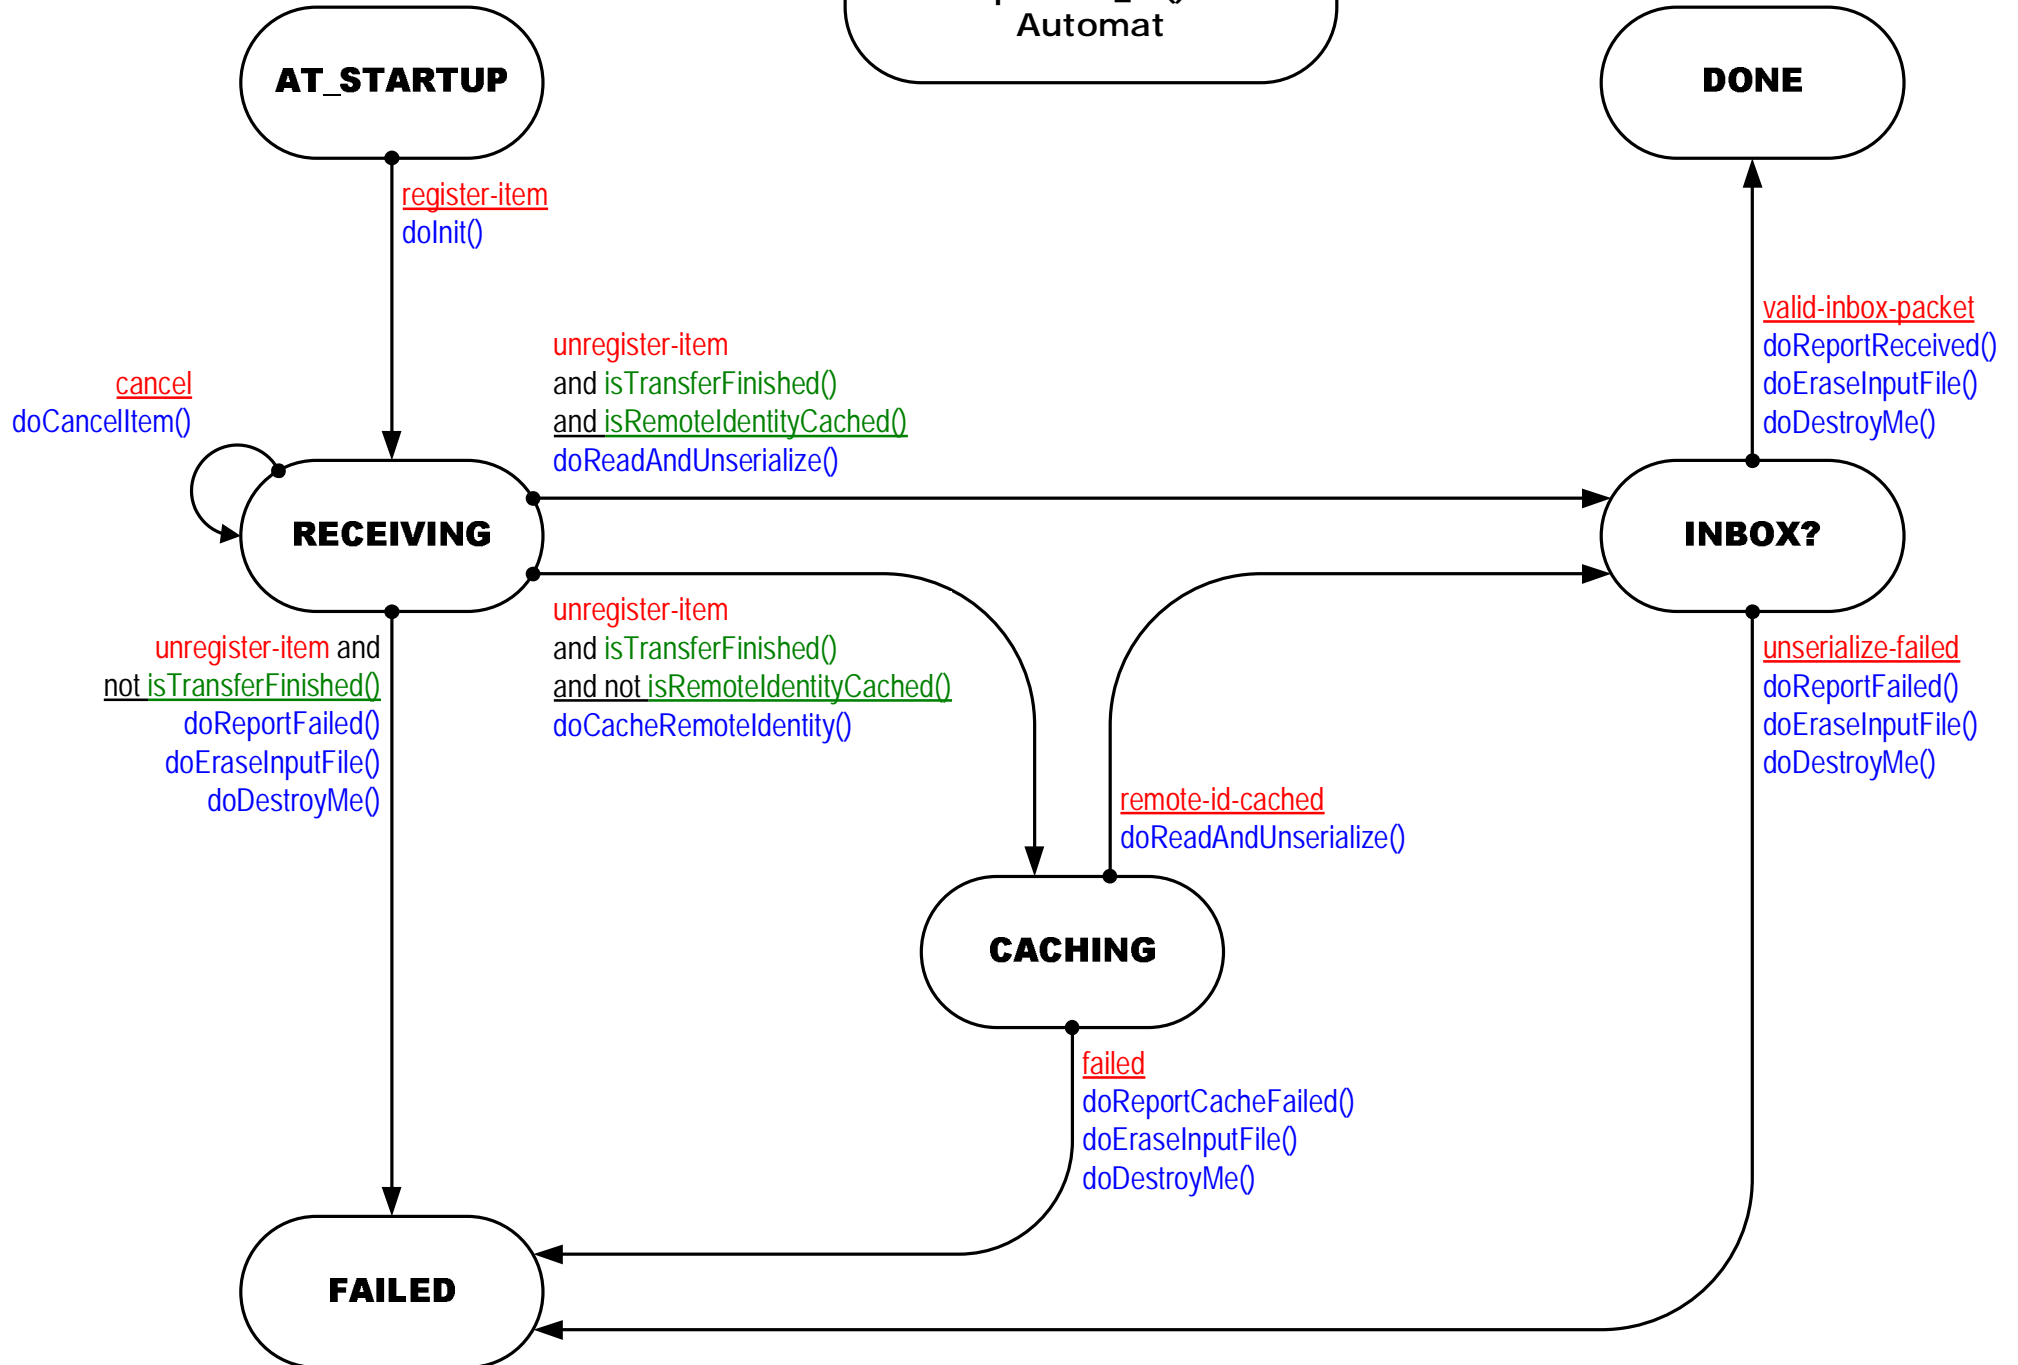 Automat
AT_STARTUP
DONE
register-item
doInit()
valid-inbox-packet
doReportReceived()
doEraseInputFile()
doDestroyMe()
cancel
doCancelItem()
unregister-item
and isTransferFinished()
and isRemoteIdentityCached()
doReadAndUnserialize()
RECEIVING
INBOX?
unregister-item and
not isTransferFinished()
doReportFailed()
doEraseInputFile()
doDestroyMe()
unregister-item
and isTransferFinished()
and not isRemoteIdentityCached()
doCacheRemoteIdentity()
unserialize-failed
doReportFailed()
doEraseInputFile()
doDestroyMe()
remote-id-cached
doReadAndUnserialize()
CACHING
failed
doReportCacheFailed()
doEraseInputFile()
doDestroyMe()
FAILED